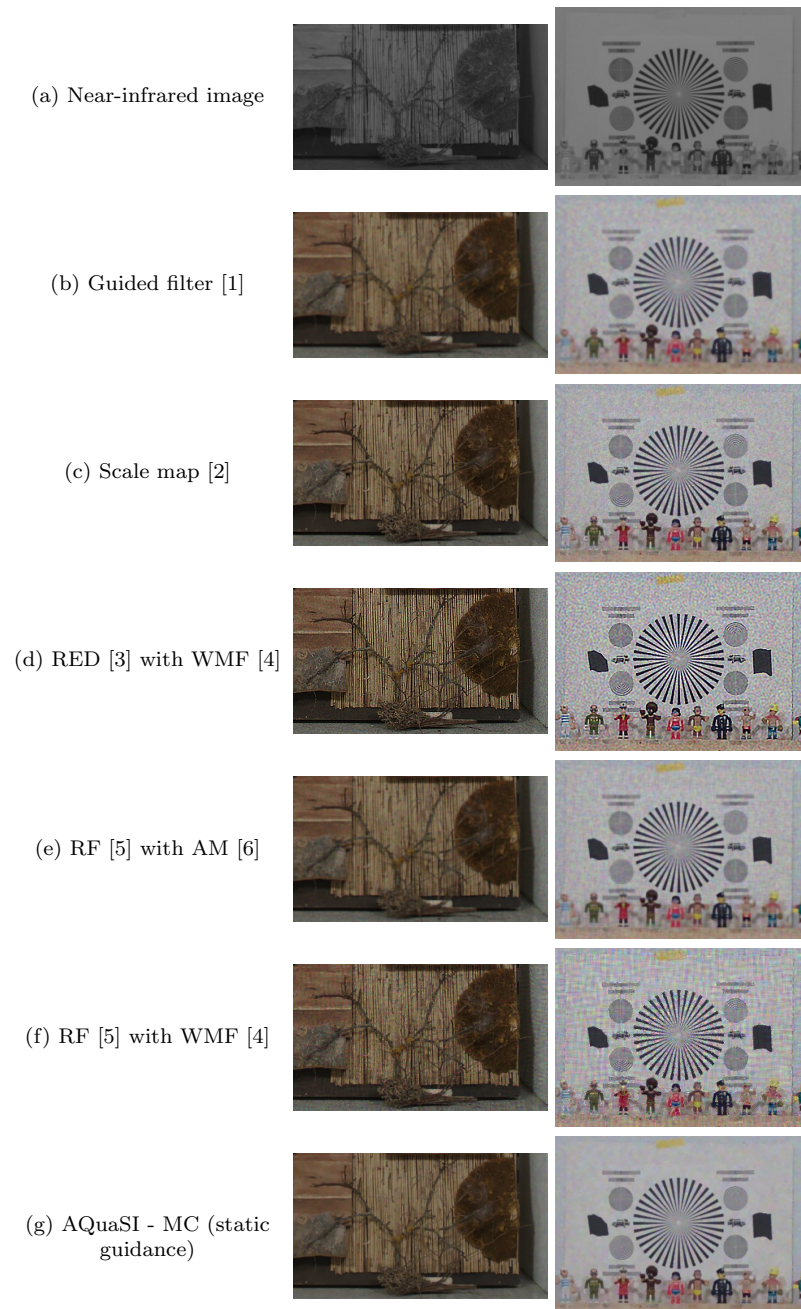 (a) Near-infrared image
(b) Guided filter [1]
(c) Scale map [2]
(d) RED [3] with WMF [4]
(e) RF [5] with AM [6]
(f) RF [5] with WMF [4]
(g) AQuaSI - MC (static
guidance)